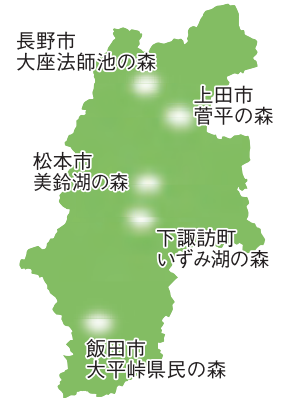 長野市
大座法師池の森
上田市
菅平の森
松本市
美鈴湖の森
下諏訪町
いずみ湖の森
飯田市
大平峠県民の森